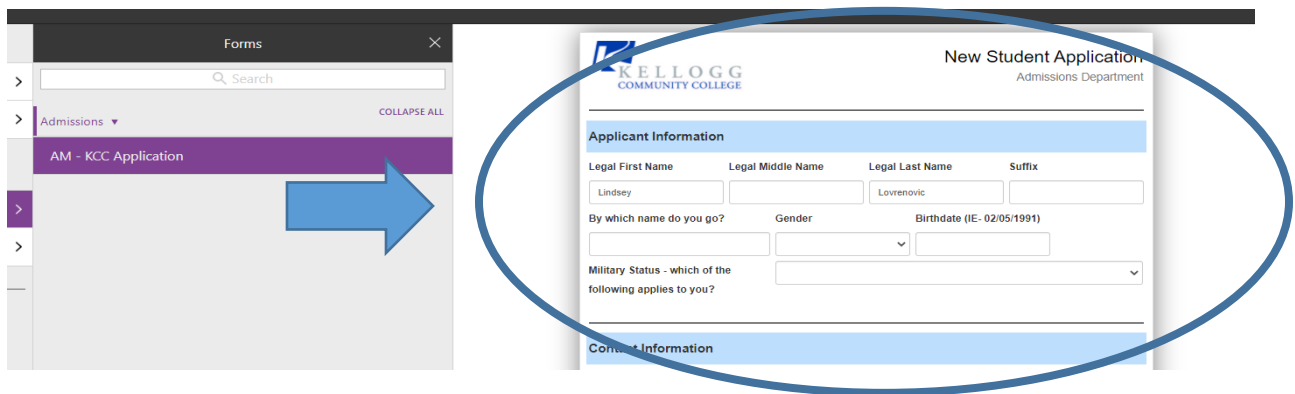 Forms
Search
COLLAPSE ALL
Admissions
AM - KCC Application
KELLOGG
COMMUNITY COLLEGE
New Student Application
Admissions Department
Applicant Information
Legal First Name Legal Middle Name Legal Last Name Suffix
Lindsey Lovrenovic
By which name do you go? Gender Birthdate (IE- 02/05/1991)
Military Status - which of the
following applies to you?
Contact Information